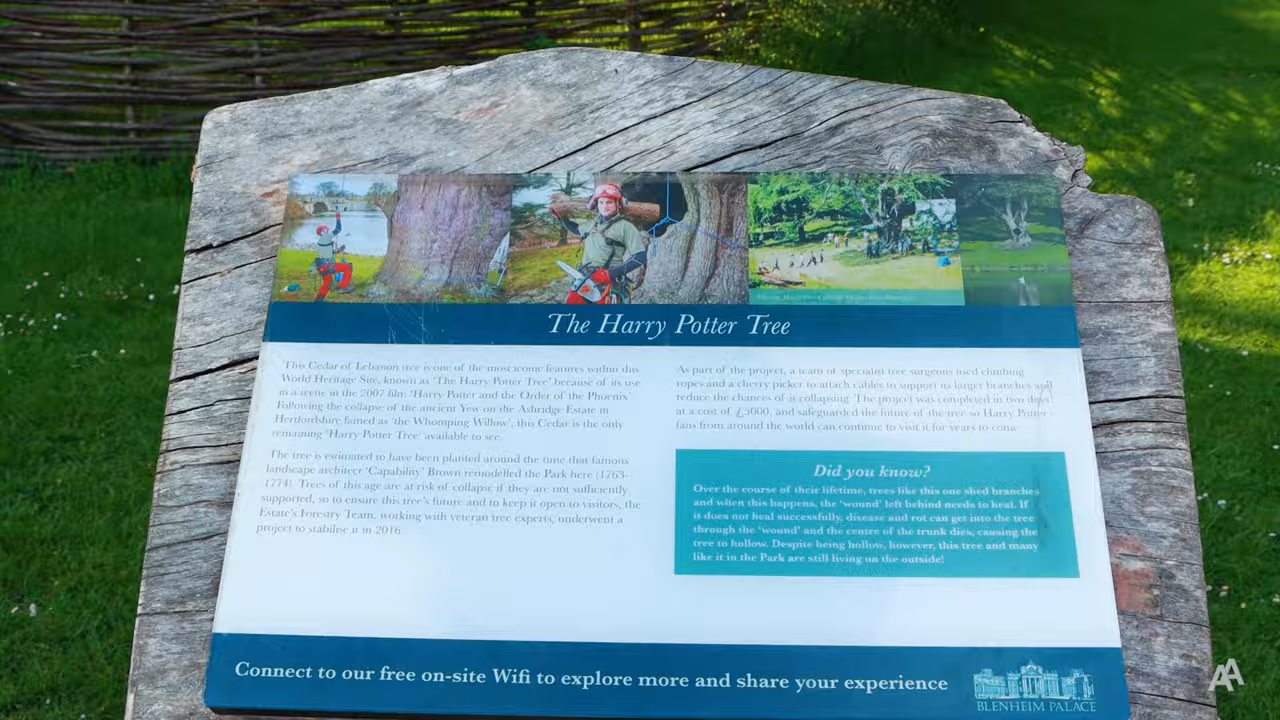 The Harry Potter Tree
This Cedar of Lebanon tree is one of the most iconic features within this
World Heritage Site, known as 'The Harry Potter Tree' because of its use
in a scene in the 2007 film 'Harry Potter and the Order of the Phoenix'
Following the collapse of the ancient Yew on the Ashridge Estate in
Hertfordshire famed as 'the Whomping Willow', this Cedar is the only
remaining 'Harry Potter Tree' available to see.
The tree is estimated to have been planted around the time that famous
landscape architect 'Capability' Brown remodelled the Park here (1763-
1774). Trees of this age are at risk of collapse if they are not sufficiently
supported, so to ensure this tree's future and to keep it open to visitors, the
Estate's Forestry Team, working with veteran tree experts, underwent a
project to stabilise it in 2016
As part of the project, a team of specialist tree surgeons used climbing
ropes and a cherry picker to attach cables to support its larger branches and
reduce the chances of it collapsing. The project was completed in two days
at a cost of £5000, and safeguarded the future of the tree so Harry Potter
fans from around the world can continue to visit it for years to come
Did you know?
Over the course of their lifetime, trees like this one shed branches
and when this happens, the 'wound' left behind needs to heal. If
it does not heal successfully, disease and rot can get into the tree
through the 'wound' and the centre of the trunk dies, causing the
tree to hollow. Despite being hollow, however, this tree and many
like it in the Park are still living on the outside!
Connect to our free on-site Wifi to explore more and share your experience
BLENHEIM PALACE
AA